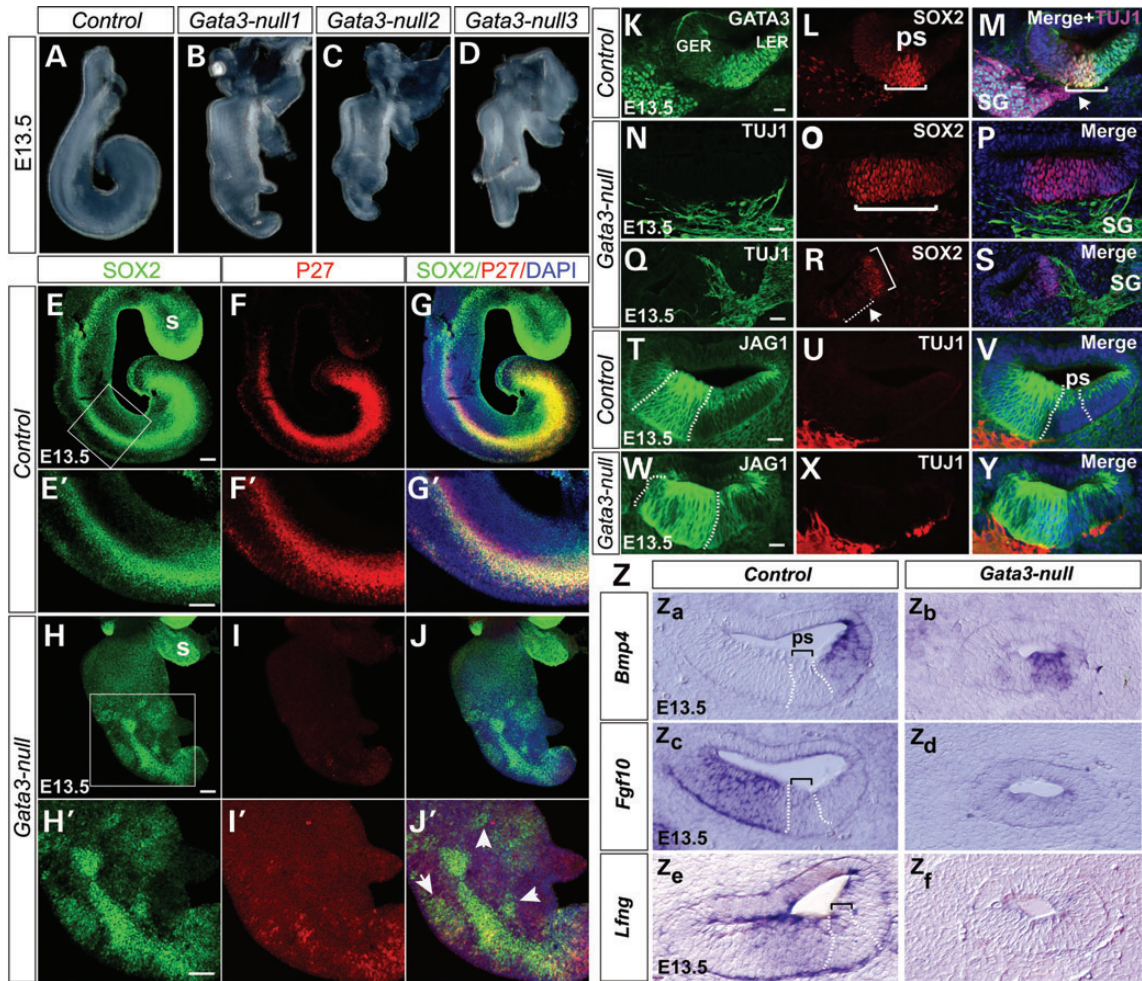 Control
Gata3-null1
Gata3-null2
Gata3-null3
E13.5
A
B
C
D
SOX2
P27
SOX2/P27/DAPI
Control
E
s
E13.5
F
G
E′
F′
G′
Gata3-null
H
s
E13.5
I
J
H′
I′
J′
Control
K
GATA3
GER
LER
E13.5
L
SOX2
ps
M
Merge+TUJ1
SG
Gata3-null
N
TUJ1
O
SOX2
P
Merge
SG
Q
TUJ1
E13.5
R
SOX2
S
Merge
SG
Control
T
JAG1
E13.5
U
TUJ1
V
Merge
ps
Gata3-null
W
JAG1
E13.5
X
TUJ1
Y
Merge
Z
Control
Gata3-null
Bmp4
Za
ps
E13.5
Zb
Fgf10
Zc
E13.5
Zd
Lfng
Ze
E13.5
Zf